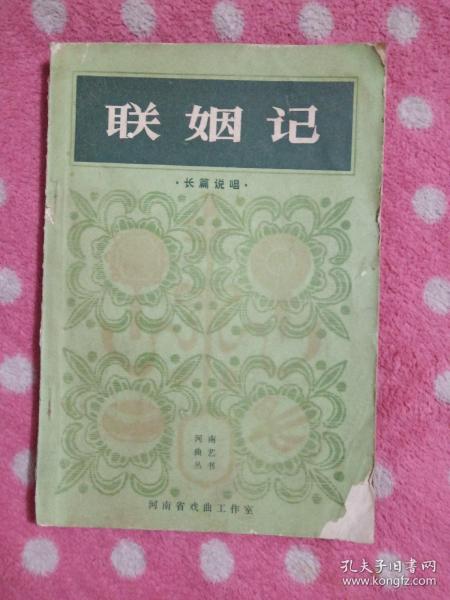 联姻记
·长篇说唱·
河南
曲艺
丛书
河南省戏曲工作室
孔夫子旧书网
www.kongfz.com